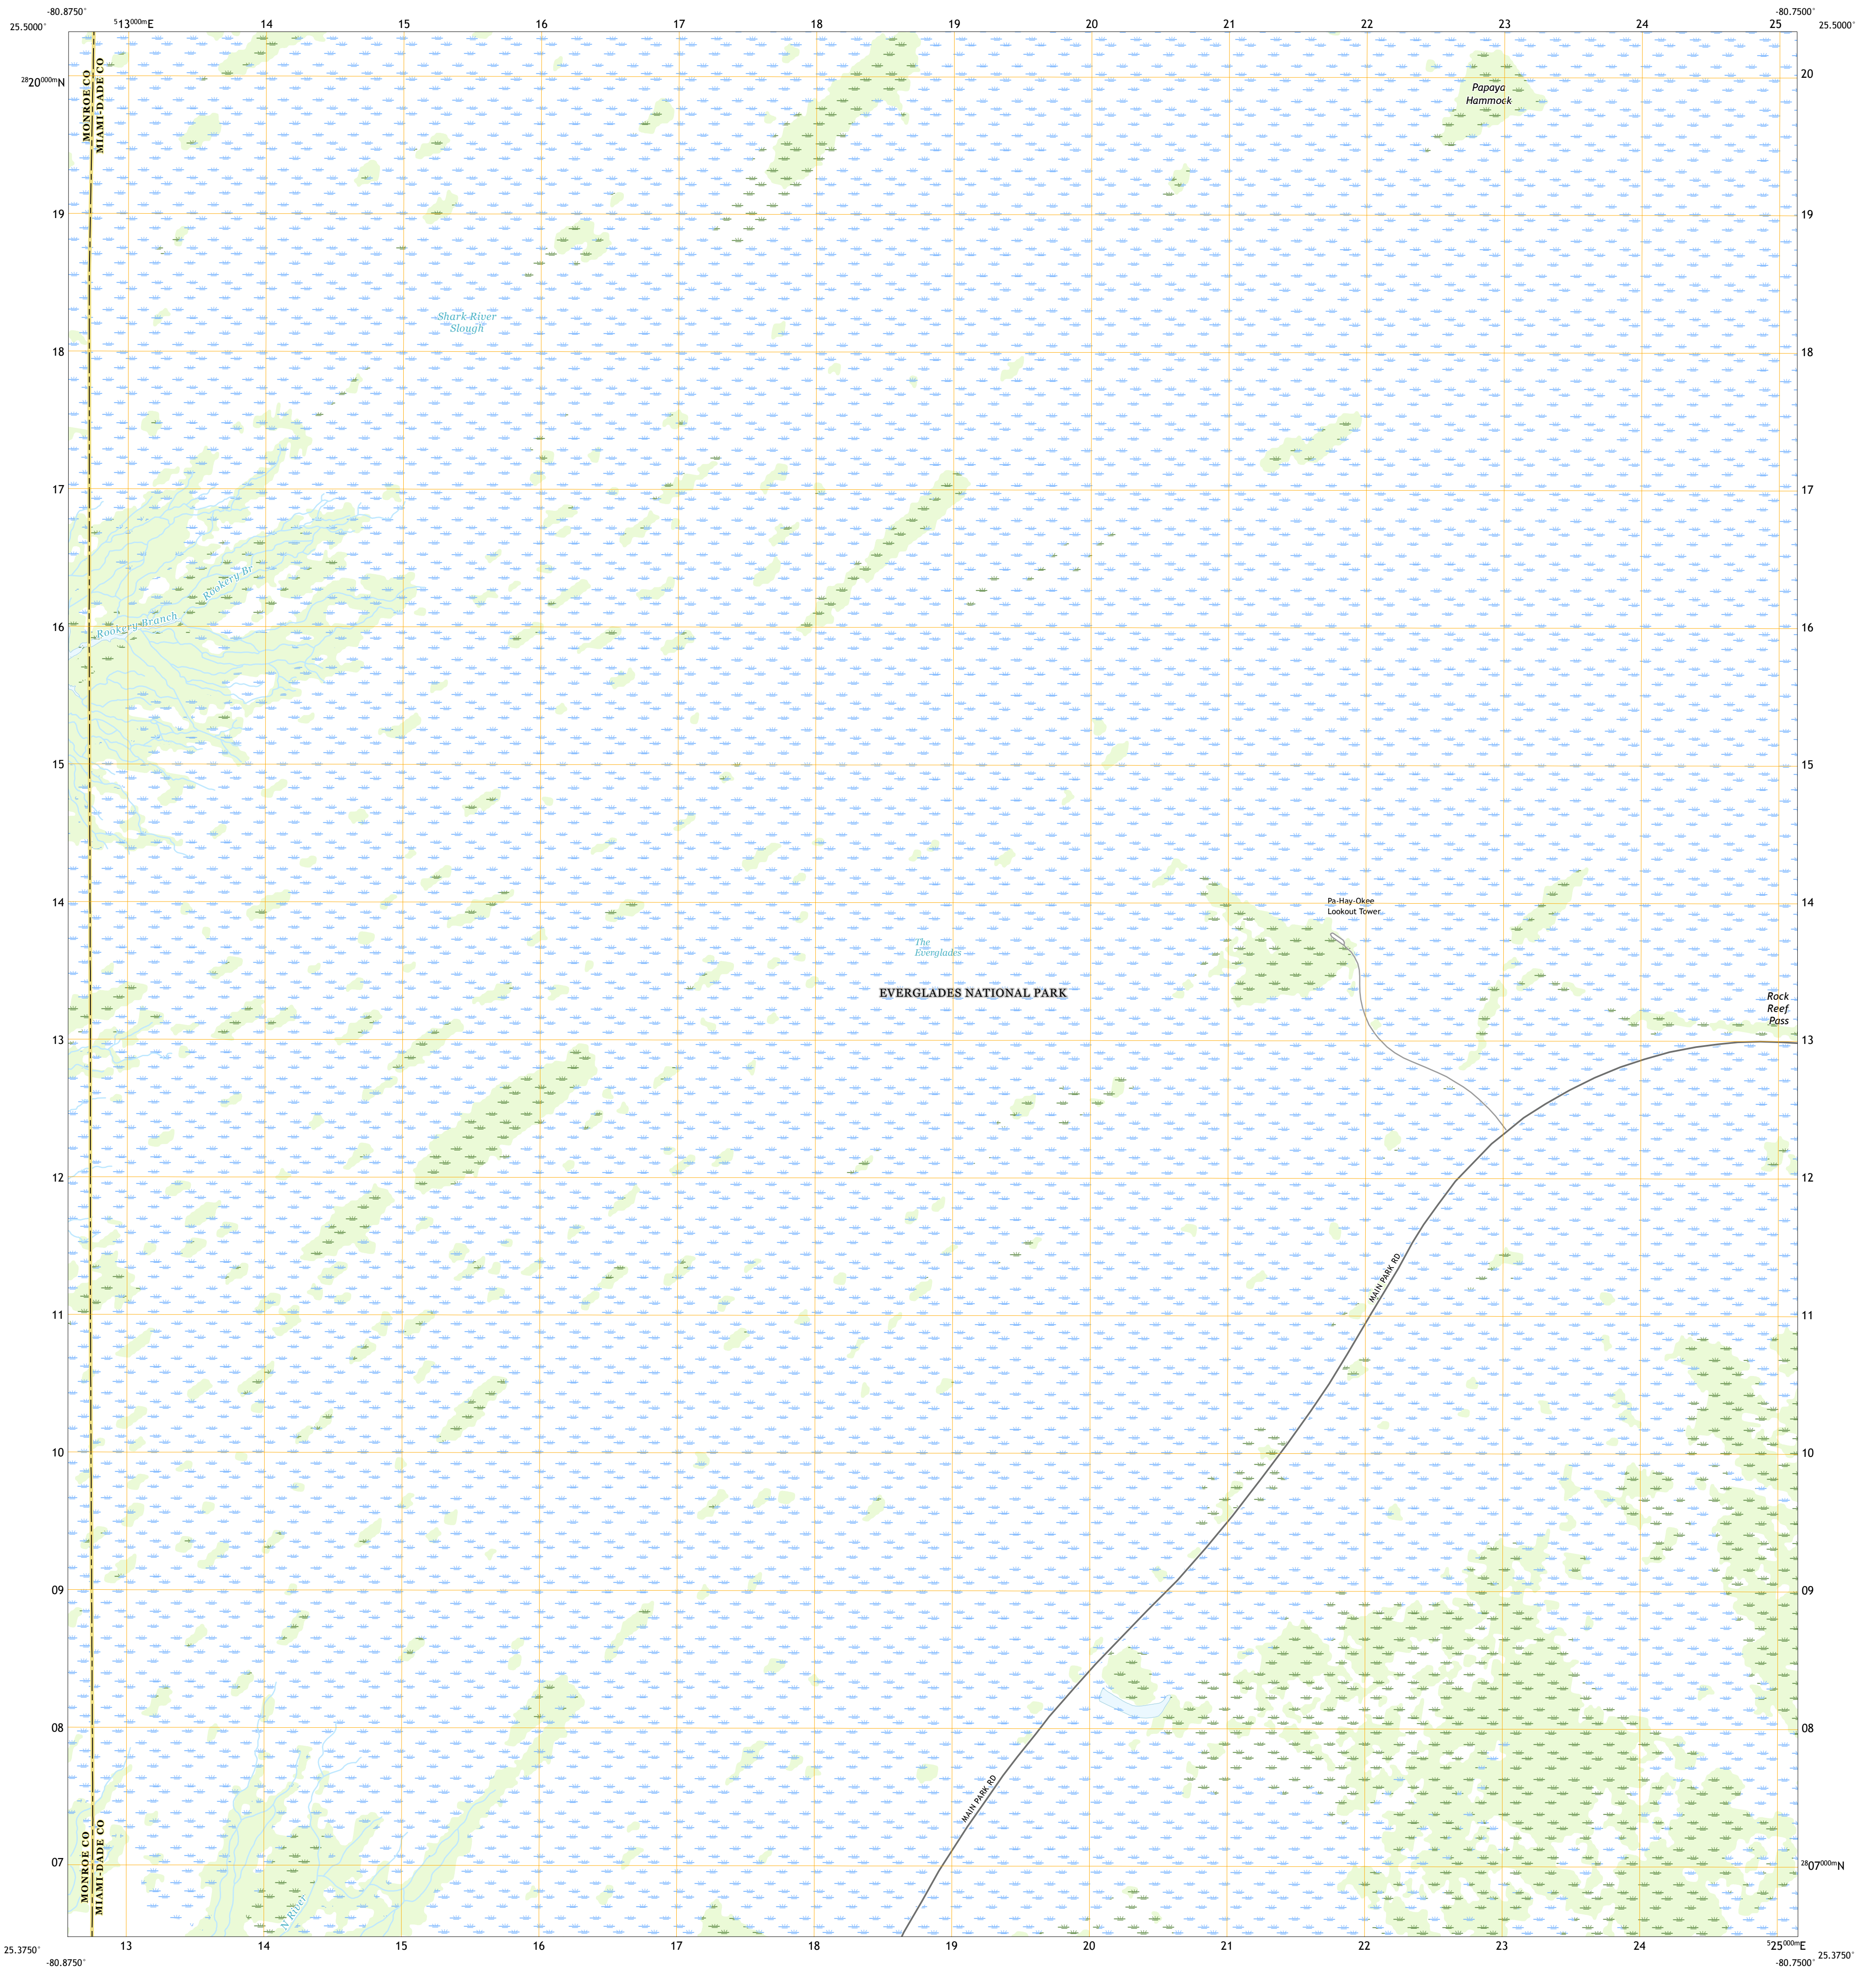 -80.8750°
-80.7500°
25.5000°
⁵13⁰⁰⁰ᵐE
14
15
16
17
18
19
20
21
22
23
24
25
25.5000°
²⁸20⁰⁰⁰ᵐN
20
MONROE CO
MIAMI-DADE CO
Papaya
Hammock
19
19
Shark River
Slough
18
18
17
17
Rookery Br
Rookery Branch
16
16
15
15
14
14
Pa-Hay-Okee
Lookout Tower
The
Everglades
EVERGLADES NATIONAL PARK
Rock
Reef
Pass
13
13
12
12
MAIN PARK RD
11
11
10
10
09
09
08
08
MAIN PARK RD
MONROE CO
MIAMI-DADE CO
07
²⁸07⁰⁰⁰ᵐN
N River
25.3750°
13
14
15
16
17
18
19
20
21
22
23
24
⁵25⁰⁰⁰ᵐE
25.3750°
-80.8750°
-80.7500°